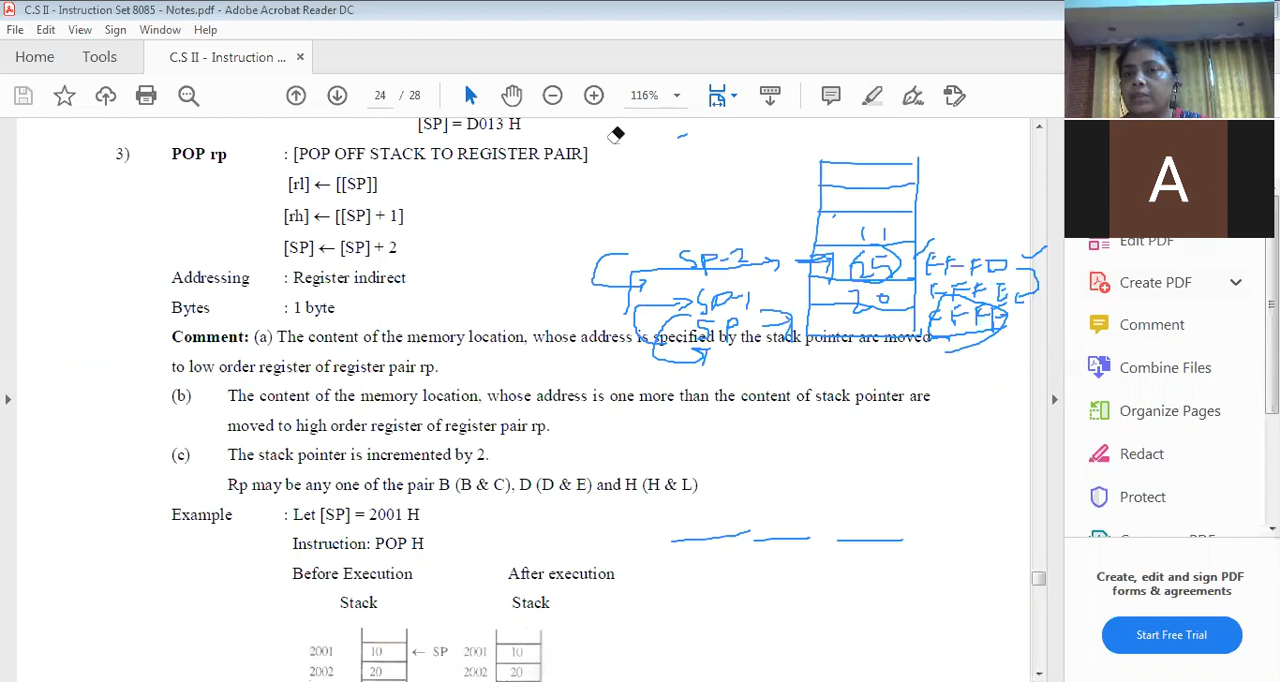 C.S II - Instruction Set 8085 - Notes.pdf - Adobe Acrobat Reader DC
File Edit View Sign Window Help
Home Tools C.S II - Instruction ... ×
24 / 28 116%
[SP] = D013 H
3) POP rp : [POP OFF STACK TO REGISTER PAIR]
[rl] ← [[SP]]
[rh] ← [[SP] + 1]
[SP] ← [SP] + 2
Addressing : Register indirect
Bytes : 1 byte
SP-2
SP-1
SP
11
65
20
FFFD
FFFE
FFFF
Comment: (a) The content of the memory location, whose address is specified by the stack pointer are moved
to low order register of register pair rp.
(b) The content of the memory location, whose address is one more than the content of stack pointer are
moved to high order register of register pair rp.
(c) The stack pointer is incremented by 2.
Rp may be any one of the pair B (B & C), D (D & E) and H (H & L)
Example : Let [SP] = 2001 H
Instruction: POP H
Before Execution After execution
Stack Stack
2001 10 ← SP 2001 10
2002 20 2002 20
A
Edit PDF
Create PDF
Comment
Combine Files
Organize Pages
Redact
Protect
Create, edit and sign PDF
forms & agreements
Start Free Trial